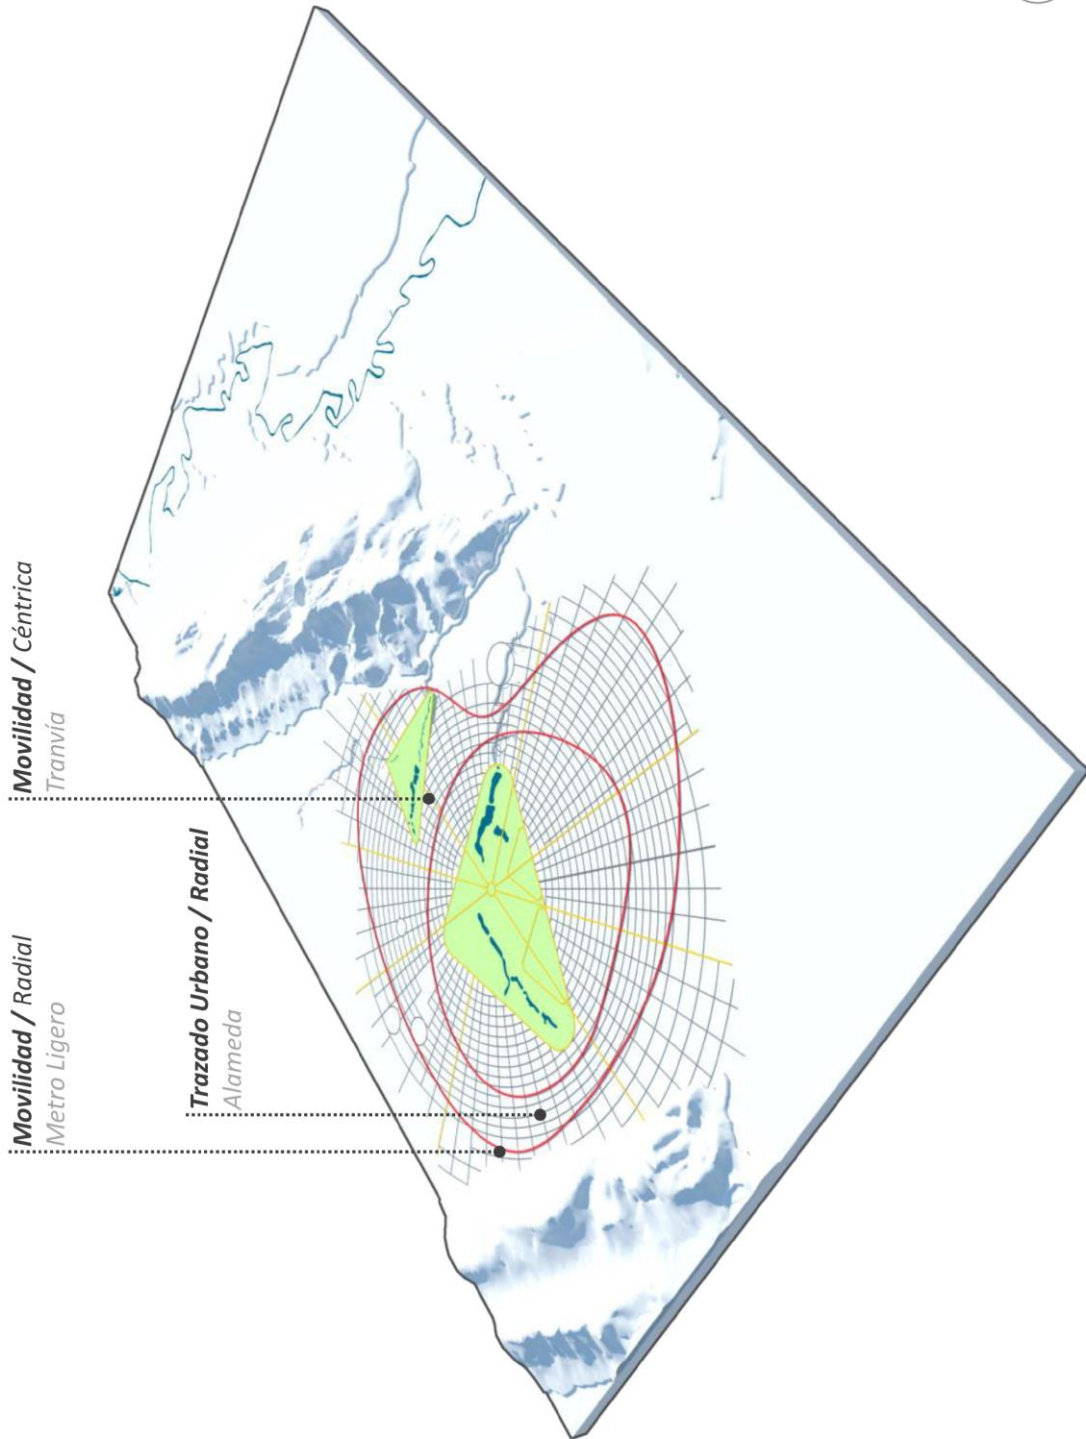 Movilidad / Radial
Metro Ligero
Movilidad / Céntrica
Tranvía
Trazado Urbano / Radial
Alameda